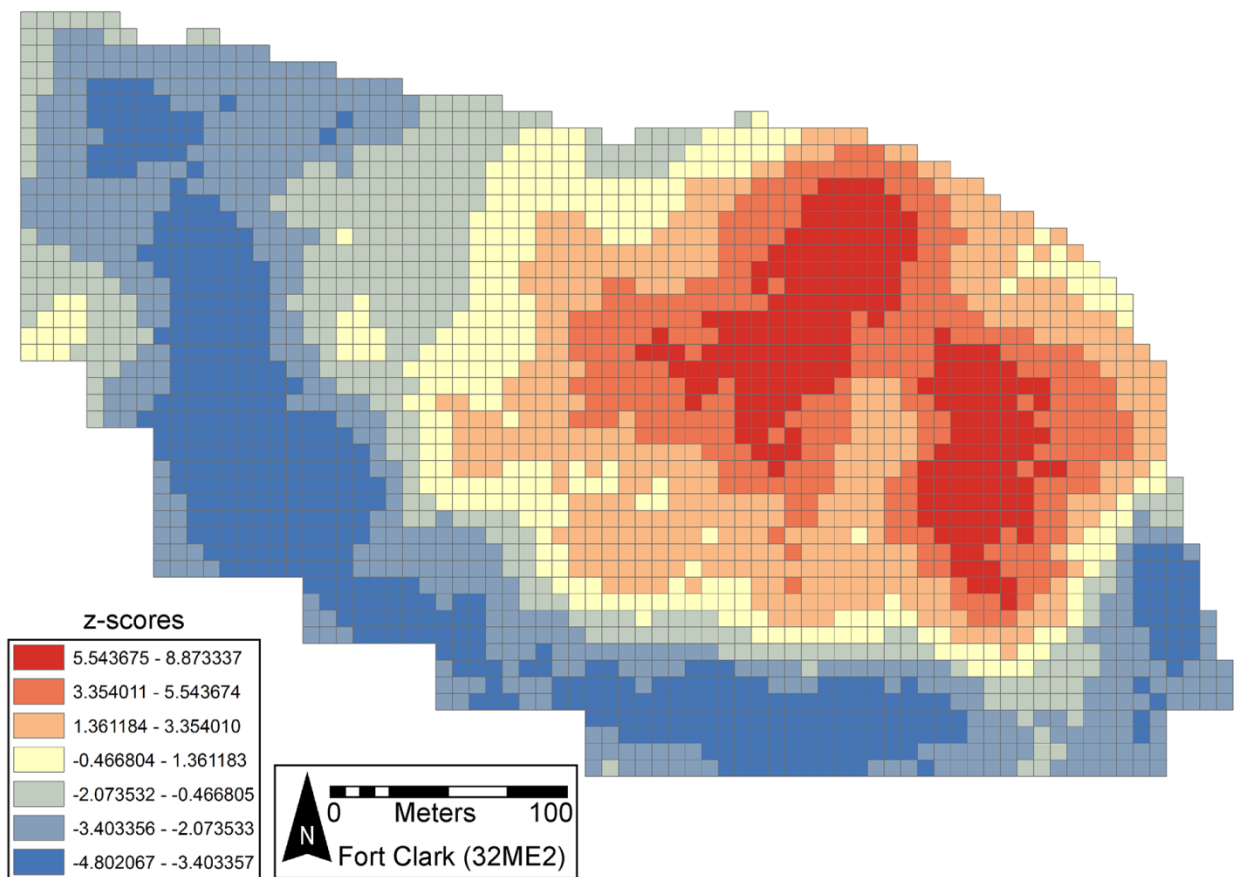 z-scores
5.543675 - 8.873337
3.354011 - 5.543674
1.361184 - 3.354010
-0.466804 - 1.361183
-2.073532 - -0.466805
-3.403356 - -2.073533
-4.802067 - -3.403357
0 Meters 100
N
Fort Clark (32ME2)